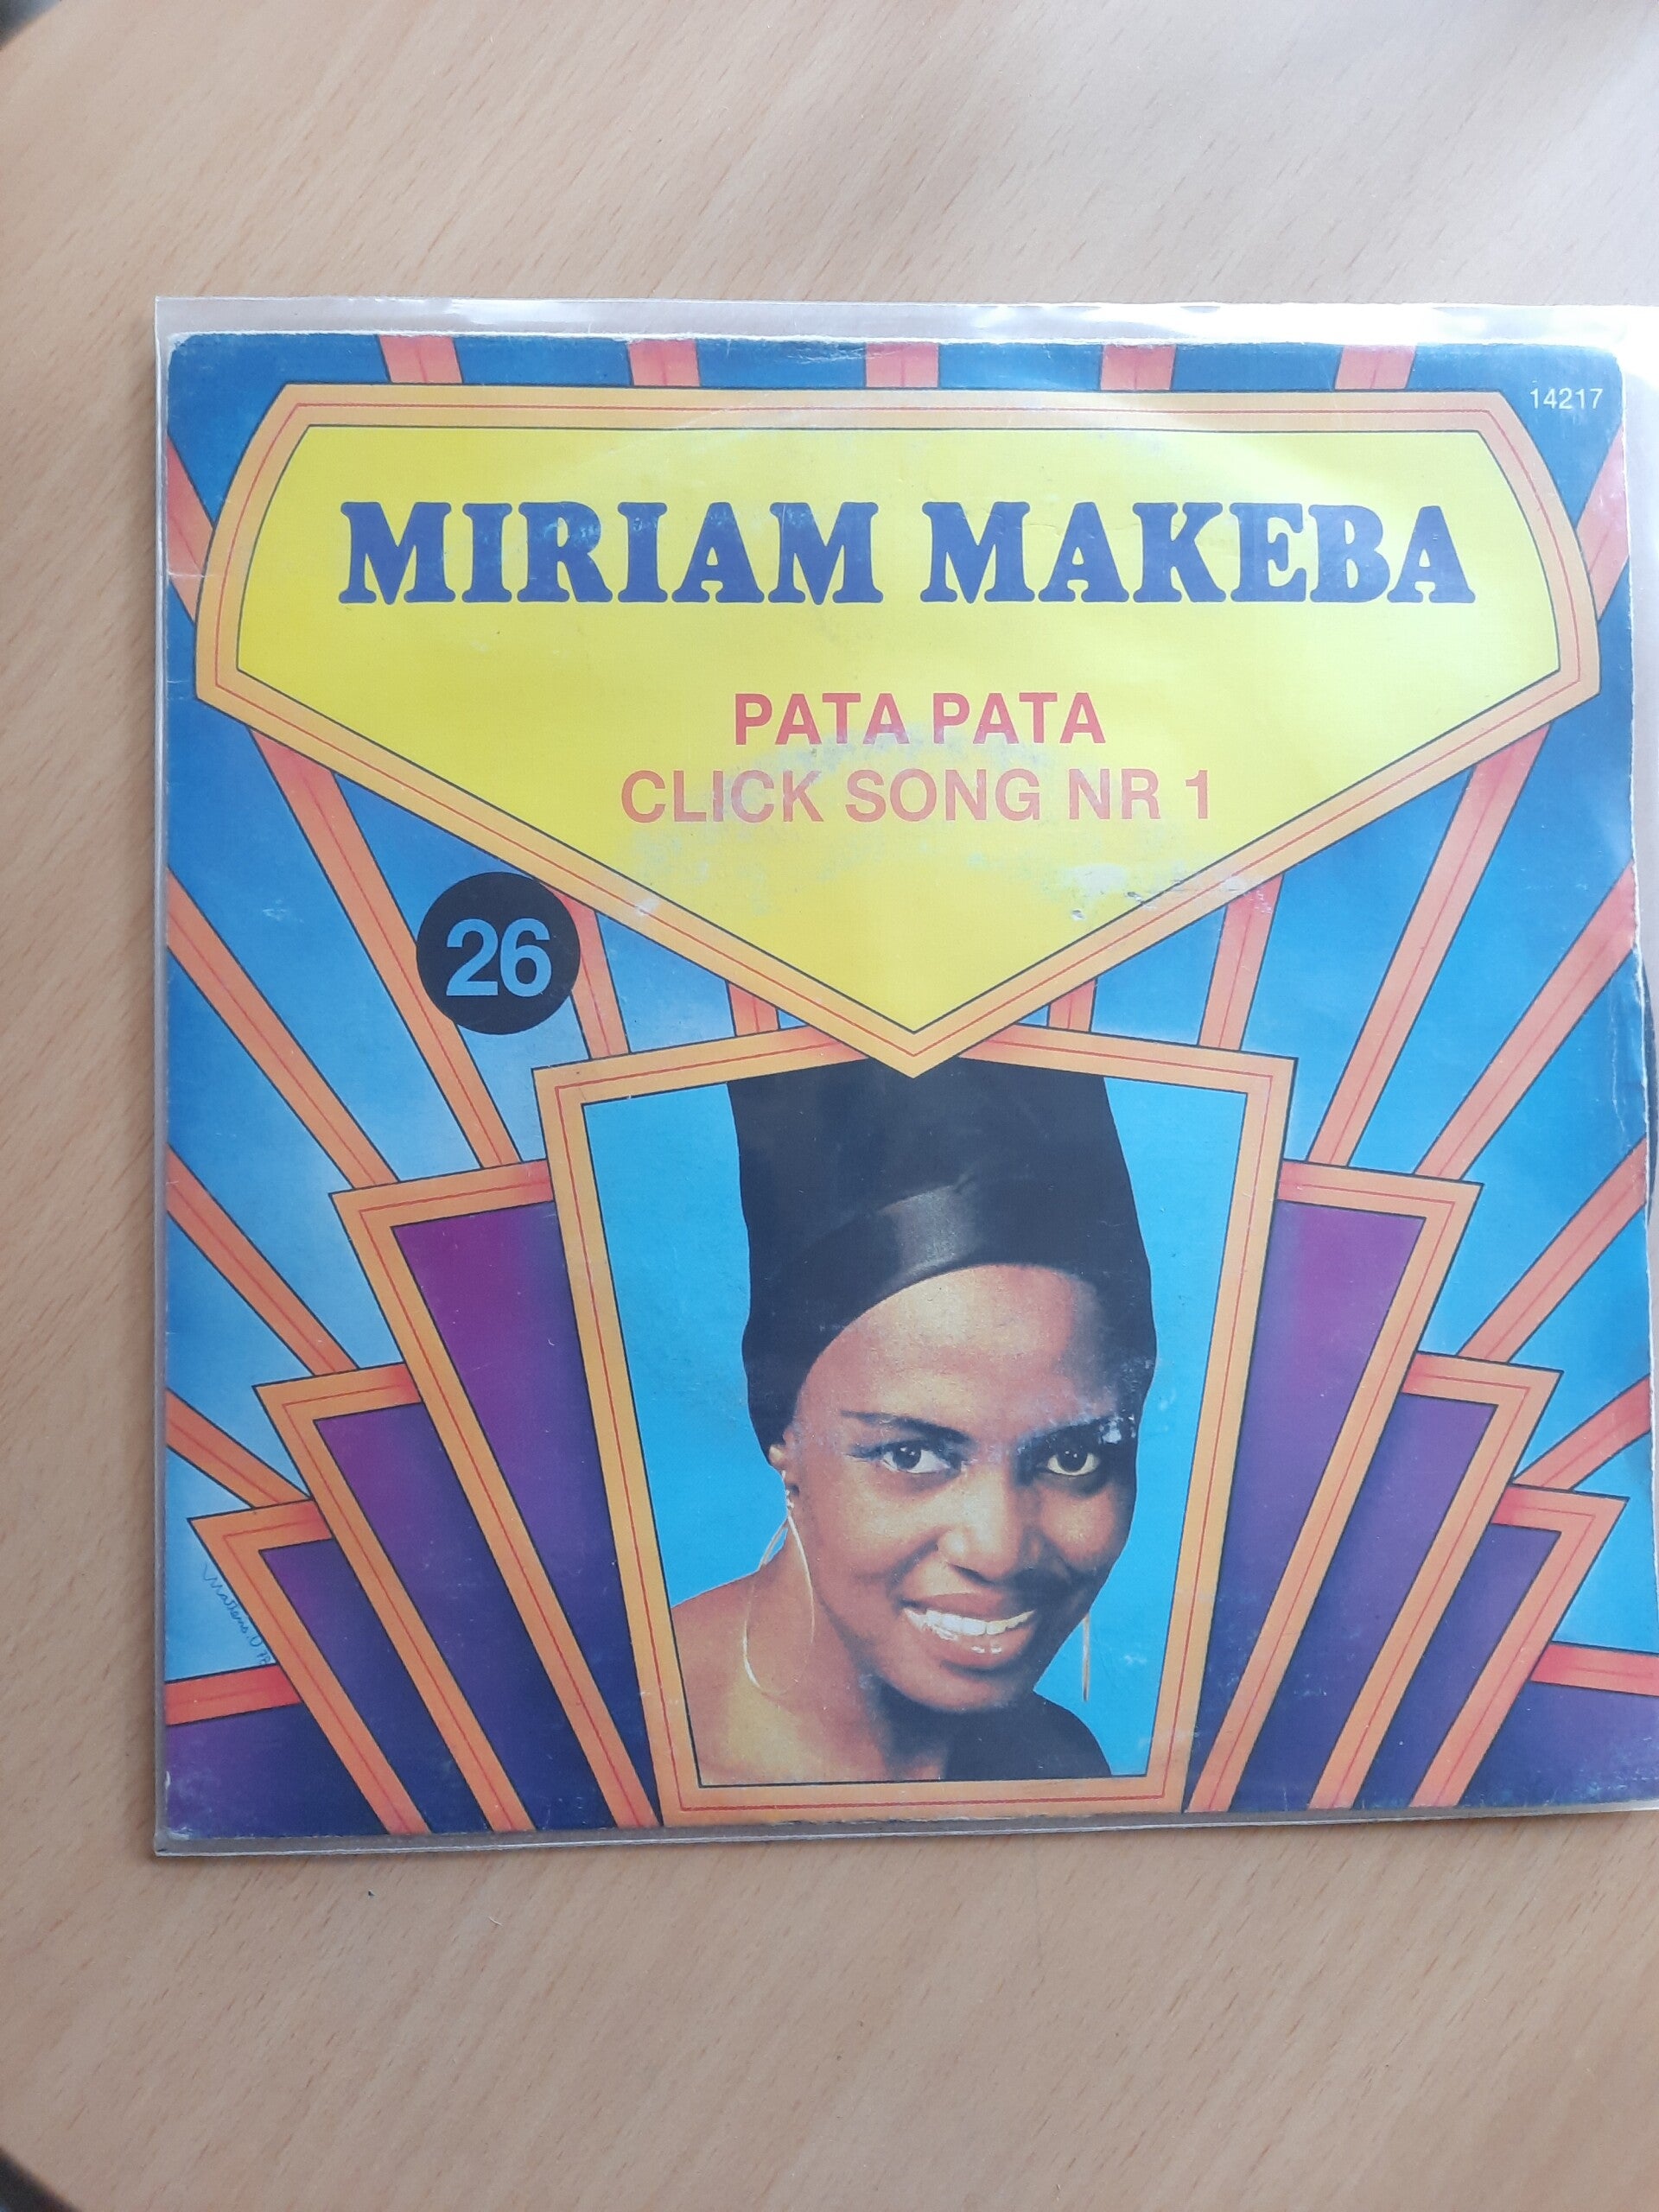 14217
MIRIAM MAKEBA
PATA PATA
CLICK SONG NR 1
26